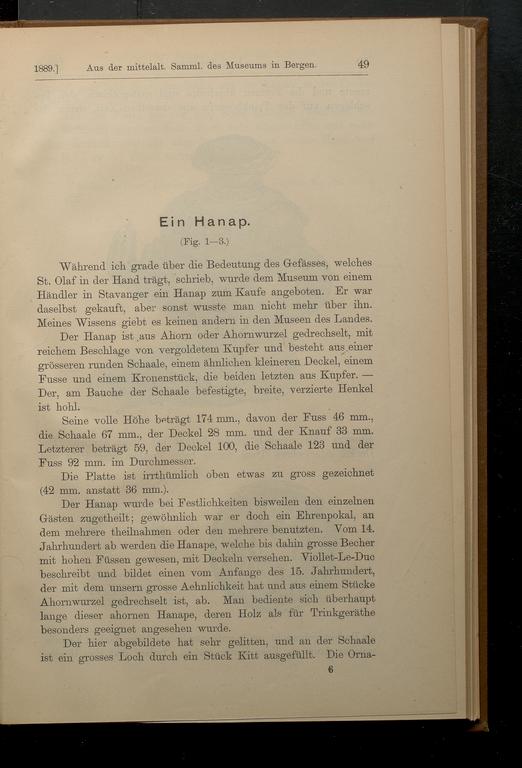 1889.] Aus der mittelalt. Samml. des Museums in Bergen. 49
Ein Hanap.
(Fig. 1—3.)
Während ich grade über die Bedeutung des Gefässes, welches
St. Olaf in der Hand trägt, schrieb, wurde dem Museum von einem
Händler in Stavanger ein Hanap zum Kaufe angeboten. Er war
daselbst gekauft, aber sonst wusste man nicht mehr über ihn.
Meines Wissens giebt es keinen andern in den Museen des Landes.
Der Hanap ist aus Ahorn oder Ahornwurzel gedrechselt, mit
reichem Beschlage von vergoldetem Kupfer und besteht aus einer
grösseren runden Schaale, einem ähnlichen kleineren Deckel, einem
Fusse und einem Kronenstück, die beiden letzten aus Kupfer. —
Der, am Bauche der Schaale befestigte, breite, verzierte Henkel
ist hohl.
Seine volle Höhe beträgt 174 mm., davon der Fuss 46 mm.,
die Schaale 67 mm., der Deckel 28 mm. und der Knauf 33 mm.
Letzterer beträgt 59, der Deckel 100, die Schaale 123 und der
Fuss 92 mm. im Durchmesser.
Die Platte ist irrthümlich oben etwas zu gross gezeichnet
(42 mm. anstatt 36 mm.).
Der Hanap wurde bei Festlichkeiten bisweilen den einzelnen
Gästen zugetheilt; gewöhnlich war er doch ein Ehrenpokal, an
dem mehrere theilnahmen oder den mehrere benutzten. Vom 14.
Jahrhundert ab werden die Hanape, welche bis dahin grosse Becher
mit hohen Füssen gewesen, mit Deckeln versehen. Viollet-Le-Duc
beschreibt und bildet einen vom Anfange des 15. Jahrhundert,
der mit dem unsern grosse Aehnlichkeit hat und aus einem Stücke
Ahornwurzel gedrechselt ist, ab. Man bediente sich überhaupt
lange dieser ahornen Hanape, deren Holz als für Trinkgeräthe
besonders geeignet angesehen wurde.
Der hier abgebildete hat sehr gelitten, und an der Schaale
ist ein grosses Loch durch ein Stück Kitt ausgefüllt. Die Orna-
6